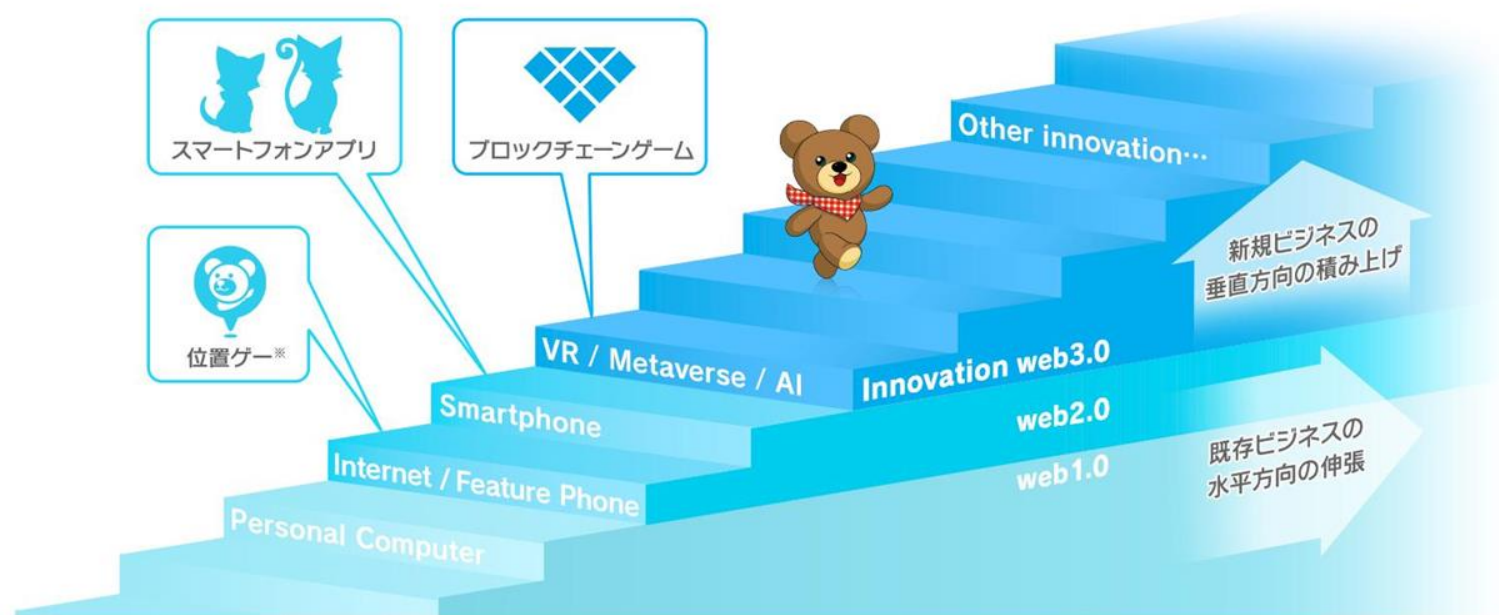 スマートフォンアプリ
ブロックチェーンゲーム
位置ゲー※
Other innovation…
VR / Metaverse / AI
Smartphone
Internet / Feature Phone
Personal Computer
Innovation web3.0
web2.0
web1.0
新規ビジネスの
垂直方向の積み上げ
既存ビジネスの
水平方向の伸張